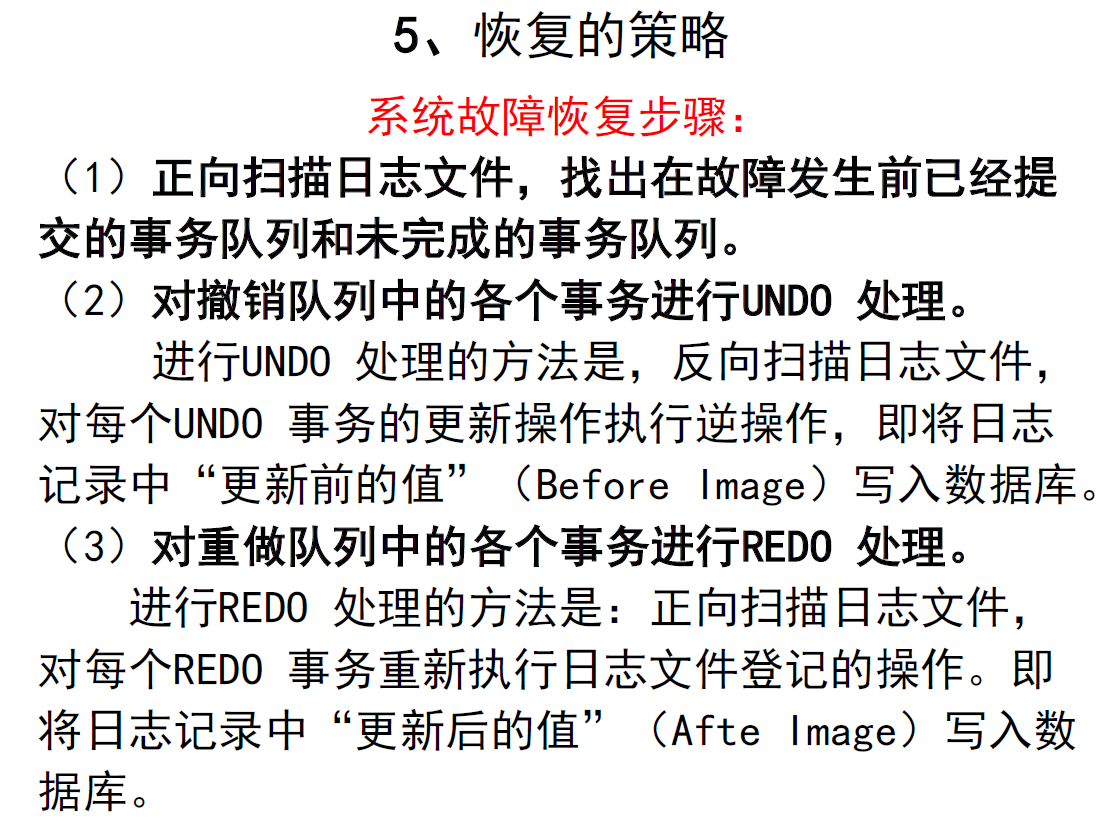 5、恢复的策略
系统故障恢复步骤：
（1）正向扫描日志文件，找出在故障发生前已经提
交的事务队列和未完成的事务队列。
（2）对撤销队列中的各个事务进行UNDO 处理。
进行UNDO 处理的方法是，反向扫描日志文件，
对每个UNDO 事务的更新操作执行逆操作，即将日志
记录中“更新前的值”（Before Image）写入数据库。
（3）对重做队列中的各个事务进行REDO 处理。
进行REDO 处理的方法是：正向扫描日志文件，
对每个REDO 事务重新执行日志文件登记的操作。即
将日志记录中“更新后的值”（Afte Image）写入数
据库。